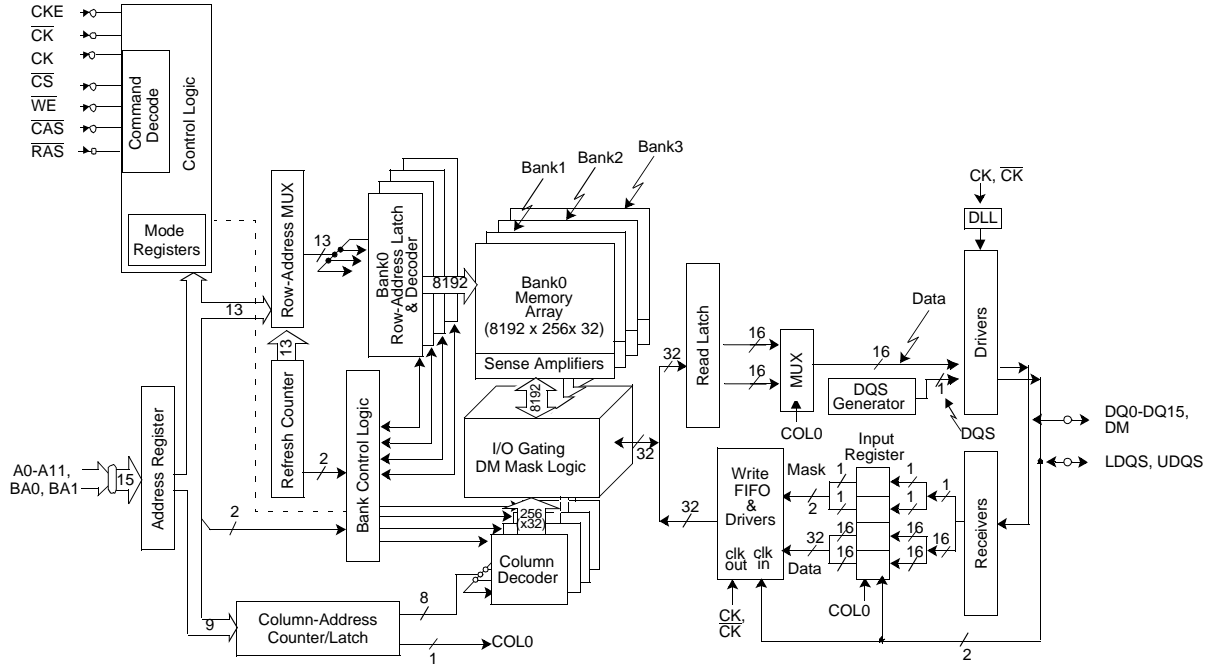 CKE
CK
CK
CS
WE
CAS
RAS
Command
Decode
Control Logic
Mode
Registers
Row-Address MUX
13
13
13
Refresh Counter
2
Bank0
Row-Address Latch
& Decoder
8192
Bank1
Bank2
Bank3
Bank0
Memory
Array
(8192 x 256x 32)
Sense Amplifiers
8192
I/O Gating
DM Mask Logic
32
Bank Control Logic
256
(x32)
Column
Decoder
A0-A11,
BA0, BA1
15
Address Register
2
9
Column-Address
Counter/Latch
8
1
COL0
32
Read Latch
16
16
MUX
COL0
16
Data
DQS
Generator
1
DQS
CK, CK
DLL
Drivers
DQ0-DQ15,
DM
LDQS, UDQS
32
Write
FIFO
&
Drivers
clk
out
clk
in
CK,
CK
Mask
2
32
Data
Input
Register
1
1
16
16
1
1
16
16
1
16
Receivers
COL0
2